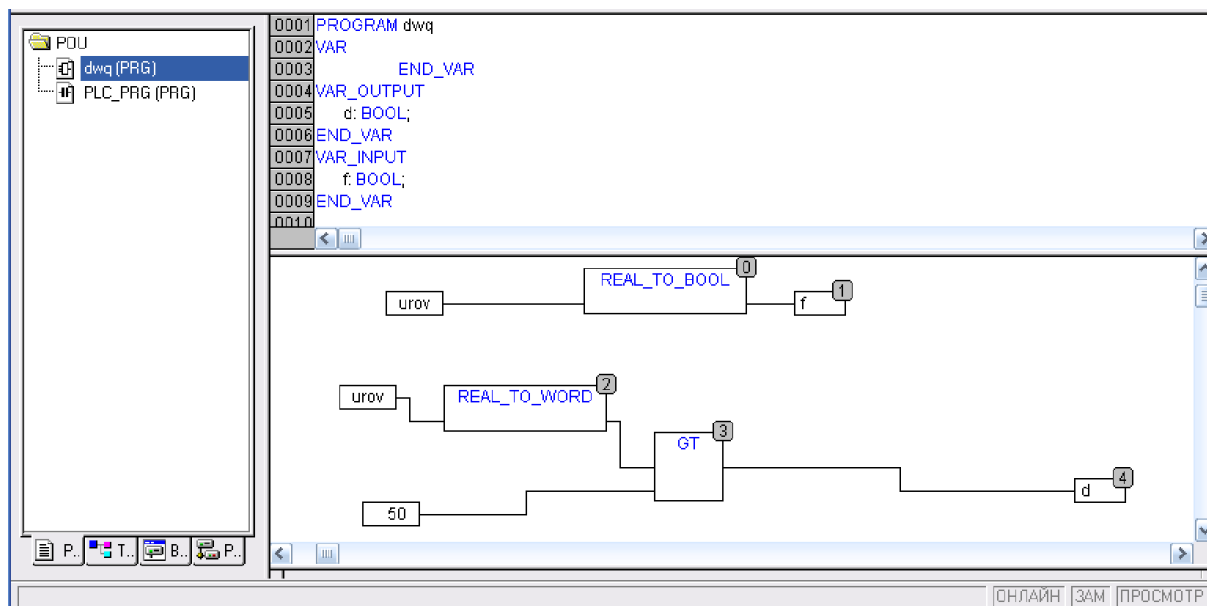 POU
dwq (PRG)
PLC_PRG (PRG)
P..
T..
B..
P..
0001 PROGRAM dwq
0002 VAR
0003 END_VAR
0004 VAR_OUTPUT
0005 d: BOOL;
0006 END_VAR
0007 VAR_INPUT
0008 f: BOOL;
0009 END_VAR
0010
urov
REAL_TO_BOOL
0
f
1
urov
REAL_TO_WORD
2
GT
3
50
d
4
ОНЛАЙН ЗАМ ПРОСМОТР